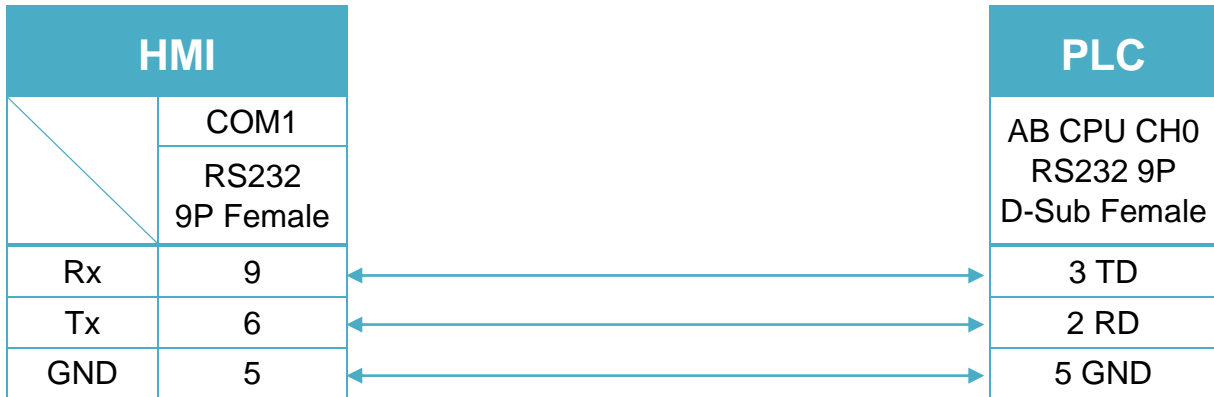 HMI
PLC
COM1
RS232
9P Female
AB CPU CH0
RS232 9P
D-Sub Female
Rx 9 3 TD
Tx 6 2 RD
GND 5 5 GND